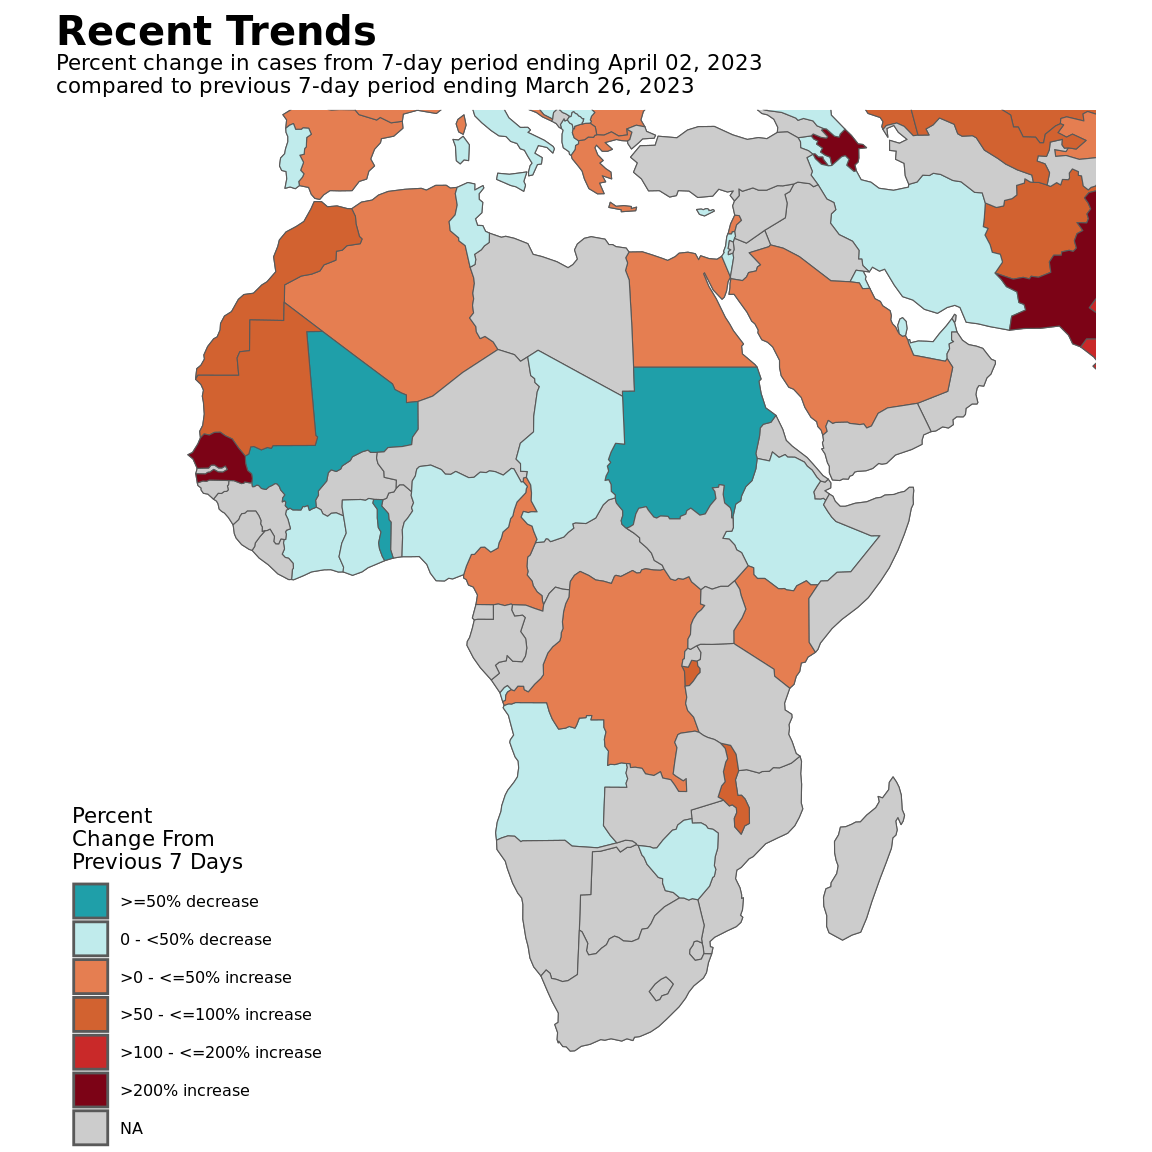 Recent Trends
Percent change in cases from 7-day period ending April 02, 2023
compared to previous 7-day period ending March 26, 2023
Percent
Change From
Previous 7 Days
>=50% decrease
0 - <50% decrease
>0 - <=50% increase
>50 - <=100% increase
>100 - <=200% increase
>200% increase
NA